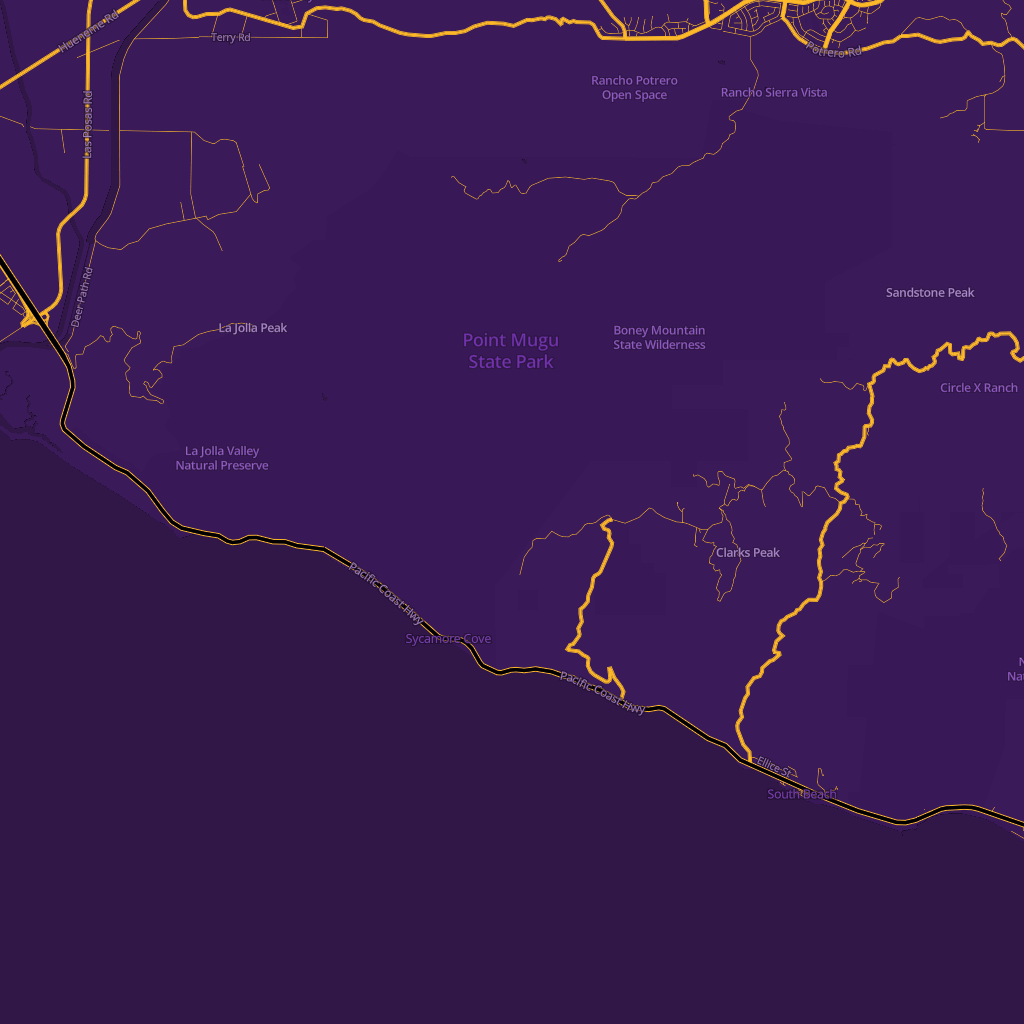 Hueneme Rd
Terry Rd
Potrero Rd
Rancho Potrero
Open Space
Rancho Sierra Vista
Las Posas Rd
Deer Path Rd
Sandstone Peak
La Jolla Peak
Boney Mountain
State Wilderness
Point Mugu
State Park
Circle X Ranch
La Jolla Valley
Natural Preserve
Clarks Peak
Pacific Coast Hwy
Sycamore Cove
Pacific Coast Hwy
Ellice St
South Beach